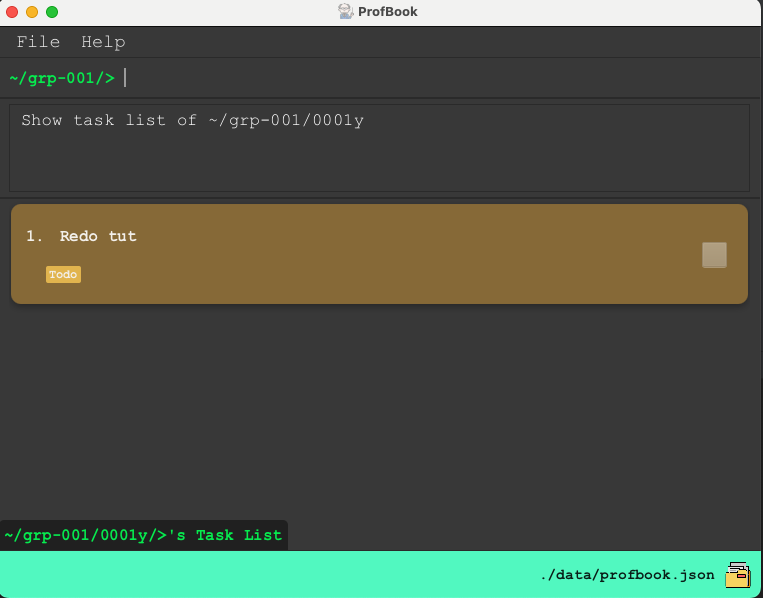 ProfBook
File Help
~/grp-001/>
Show task list of ~/grp-001/0001y
1. Redo tut
Todo
~/grp-001/0001y/>'s Task List
./data/profbook.json